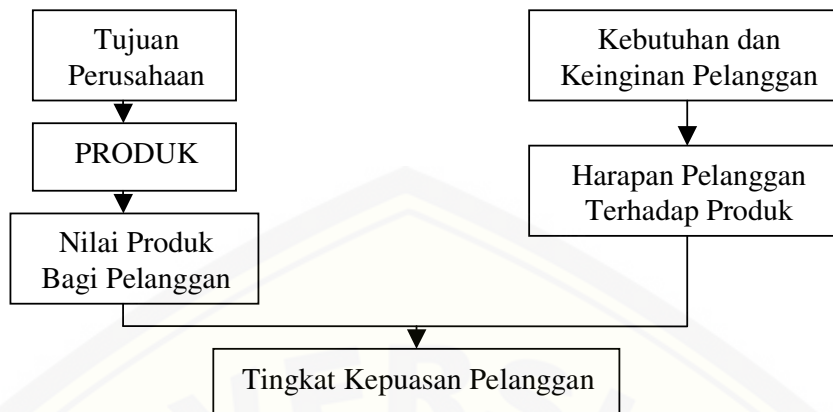 Tujuan
Perusahaan
PRODUK
Nilai Produk
Bagi Pelanggan
Kebutuhan dan
Keinginan Pelanggan
Harapan Pelanggan
Terhadap Produk
Tingkat Kepuasan Pelanggan